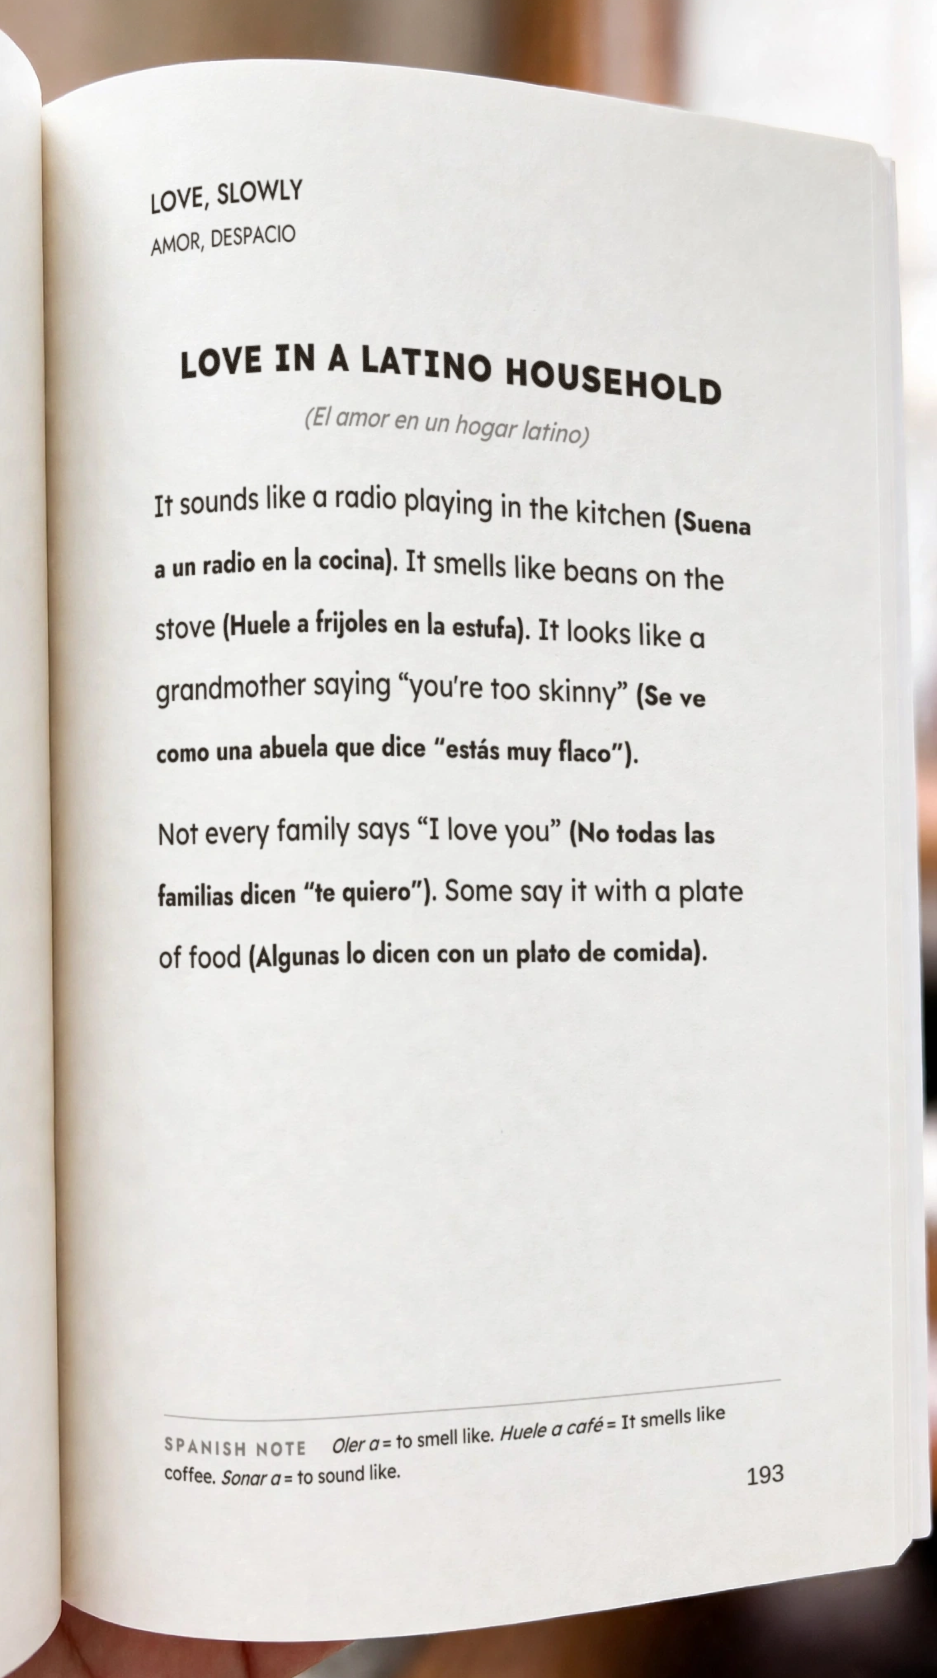 LOVE, SLOWLY
AMOR, DESPACIO
LOVE IN A LATINO HOUSEHOLD
(El amor en un hogar latino)
It sounds like a radio playing in the kitchen (Suena
a un radio en la cocina). It smells like beans on the
stove (Huele a frijoles en la estufa). It looks like a
grandmother saying “you’re too skinny” (Se ve
como una abuela que dice “estás muy flaco”).
Not every family says “I love you” (No todas las
familias dicen “te quiero”). Some say it with a plate
of food (Algunas lo dicen con un plato de comida).
SPANISH NOTE Oler a = to smell like. Huele a café = It smells like
coffee. Sonar a = to sound like.
193